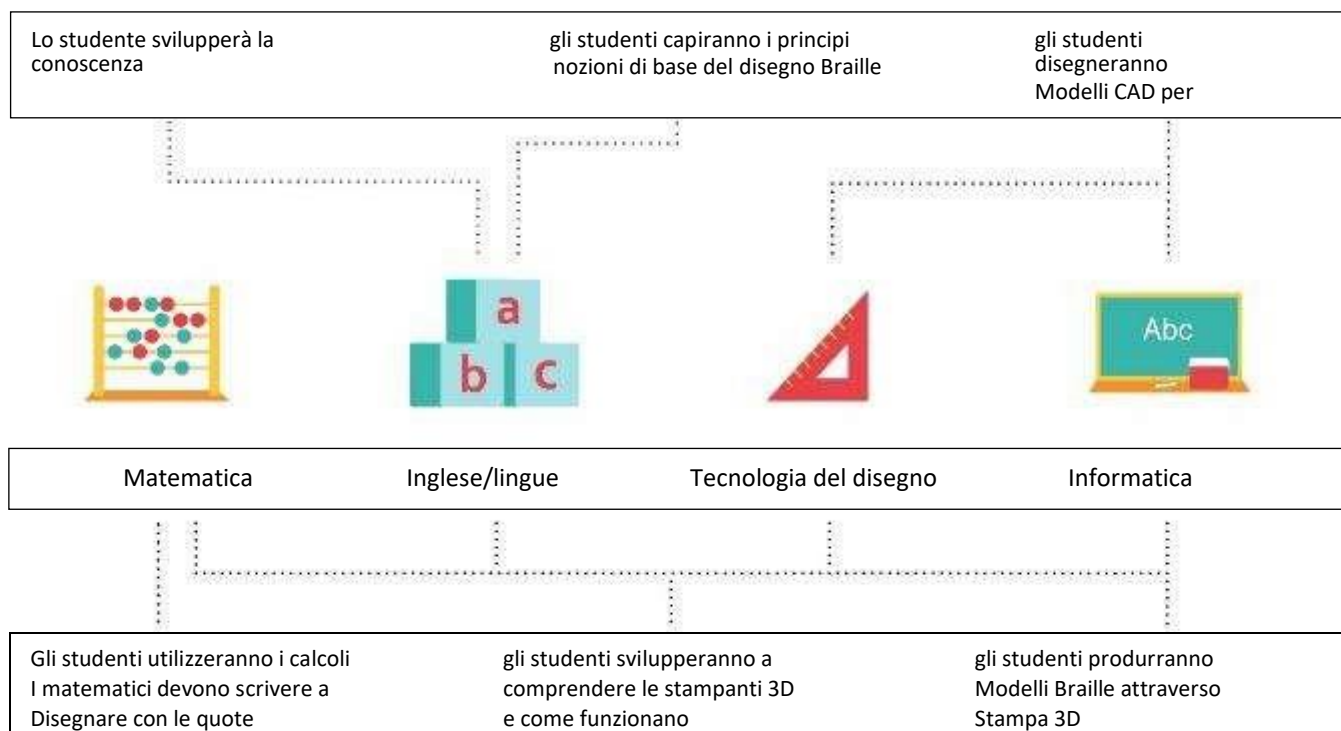 Lo studente svilupperà la
conoscenza
gli studenti capiranno i principi
nozioni di base del disegno Braille
gli studenti
disegneranno
Modelli CAD per
a
b c
Abc
Matematica
Inglese/lingue
Tecnologia del disegno
Informatica
Gli studenti utilizzeranno i calcoli
I matematici devono scrivere a
Disegnare con le quote
gli studenti svilupperanno a
comprendere le stampanti 3D
e come funzionano
gli studenti produrranno
Modelli Braille attraverso
Stampa 3D